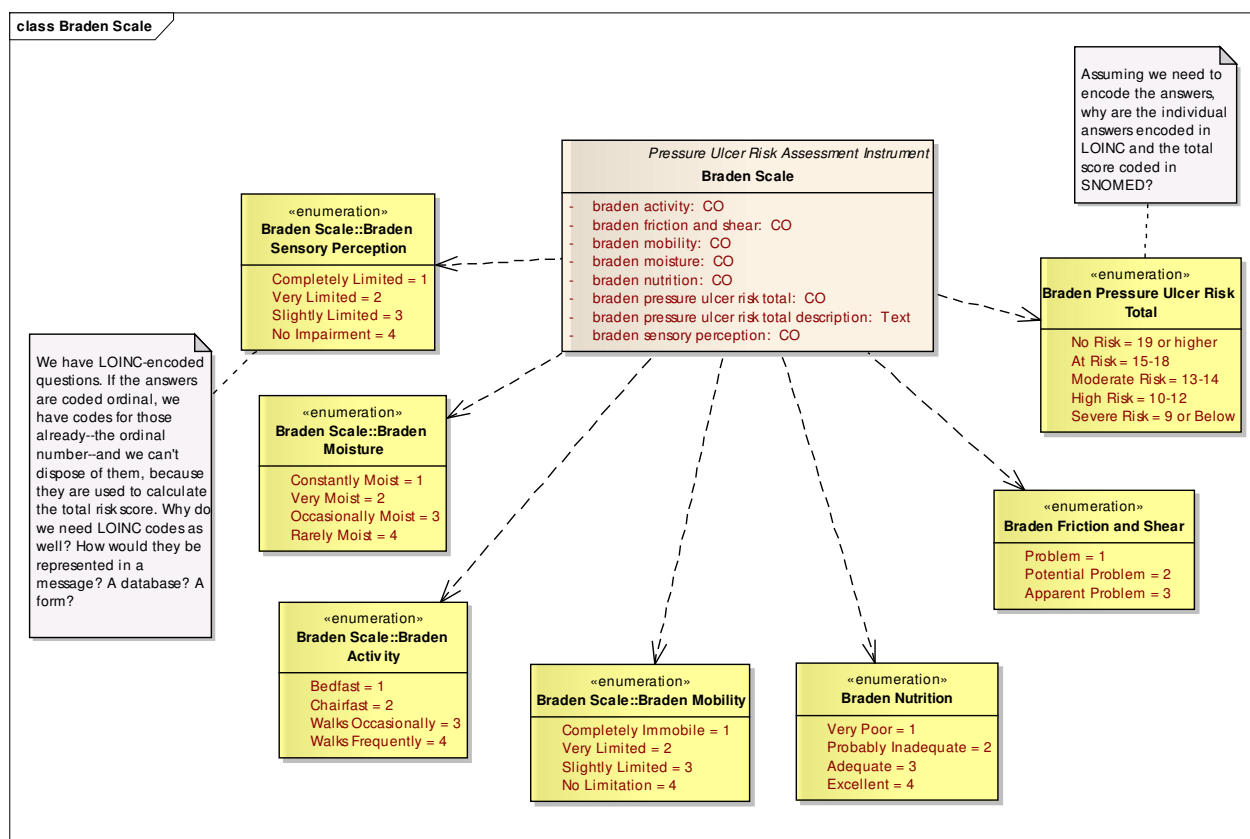 class Braden Scale
Assuming we need to
encode the answers,
why are the individual
answers encoded in
LOINC and the total
score coded in
SNOMED?
Pressure Ulcer Risk Assessment Instrument
Braden Scale
- braden activity: CO
- braden friction and shear: CO
- braden mobility: CO
- braden moisture: CO
- braden nutrition: CO
- braden pressure ulcer risk total: CO
- braden pressure ulcer risk total description: Text
- braden sensory perception: CO
«enumeration»
Braden Scale::Braden
Sensory Perception
Completely Limited = 1
Very Limited = 2
Slightly Limited = 3
No Impairment = 4
«enumeration»
Braden Pressure Ulcer Risk
Total
No Risk = 19 or higher
At Risk = 15-18
Moderate Risk = 13-14
High Risk = 10-12
Severe Risk = 9 or Below
We have LOINC-encoded
questions. If the answers
are coded ordinal, we
have codes for those
already--the ordinal
number--and we can't
dispose of them, because
they are used to calculate
the total risk score. Why do
we need LOINC codes as
well? How would they be
represented in a
message? A database? A
form?
«enumeration»
Braden Scale::Braden
Moisture
Constantly Moist = 1
Very Moist = 2
Occasionally Moist = 3
Rarely Moist = 4
«enumeration»
Braden Friction and Shear
Problem = 1
Potential Problem = 2
Apparent Problem = 3
«enumeration»
Braden Scale::Braden
Activity
Bedfast = 1
Chairfast = 2
Walks Occasionally = 3
Walks Frequently = 4
«enumeration»
Braden Scale::Braden Mobility
Completely Immobile = 1
Very Limited = 2
Slightly Limited = 3
No Limitation = 4
«enumeration»
Braden Nutrition
Very Poor = 1
Probably Inadequate = 2
Adequate = 3
Excellent = 4